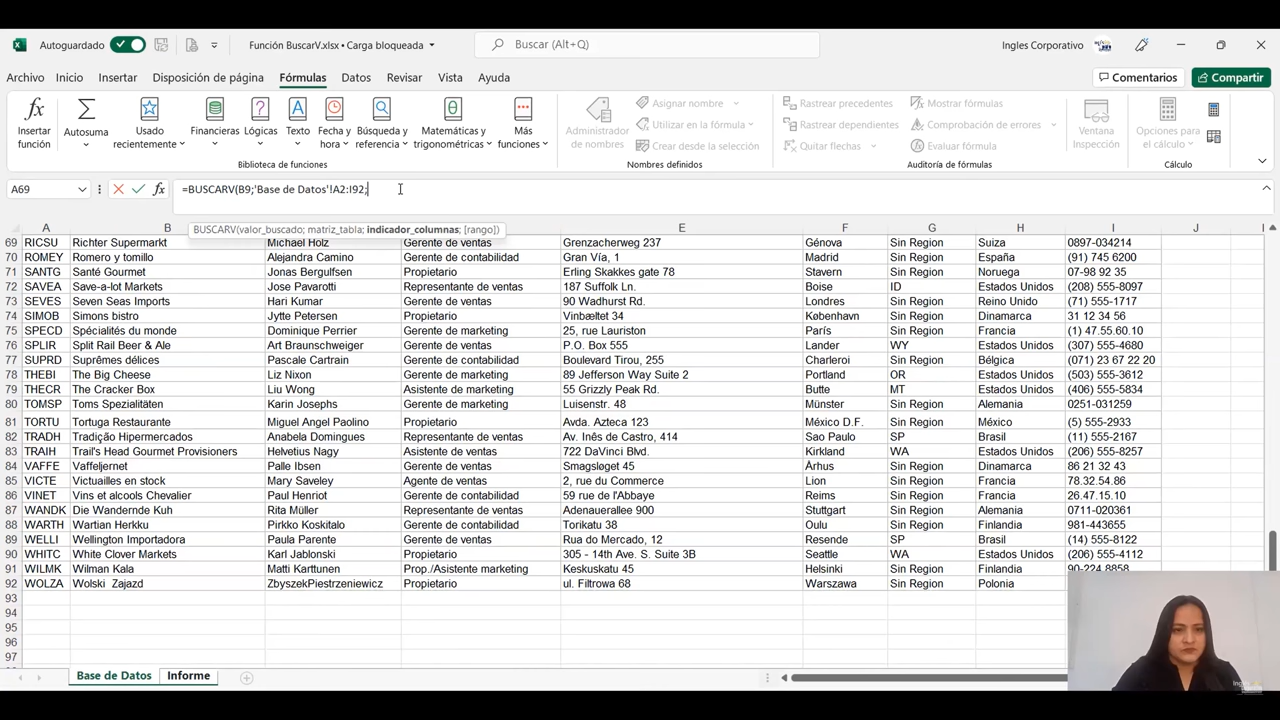 Autoguardado Función BuscarV.xlsx • Carga bloqueada Buscar (Alt+Q) Ingles Corporativo
Archivo Inicio Insertar Disposición de página Fórmulas Datos Revisar Vista Ayuda Comentarios Compartir
Insertar función
Autosuma
Usado recientemente
Financieras
Lógicas
Texto
Fecha y hora
Búsqueda y referencia
Matemáticas y trigonométricas
Más funciones
Biblioteca de funciones
Administrador de nombres
Asignar nombre
Utilizar en la fórmula
Crear desde la selección
Nombres definidos
Rastrear precedentes
Rastrear dependientes
Quitar flechas
Mostrar fórmulas
Comprobación de errores
Evaluar fórmula
Auditoría de fórmulas
Ventana Inspección
Opciones para el cálculo
Cálculo
A69 fx =BUSCARV(B9;'Base de Datos'!A2:I92;
BUSCARV(valor_buscado; matriz_tabla; indicador_columnas; [rango])
A B E F G H I J
69 RICSU Richter Supermarkt Michael Holz Gerente de ventas Grenzacherweg 237 Génova Sin Region Suiza 0897-034214
70 ROMEY Romero y tomillo Alejandra Camino Gerente de contabilidad Gran Vía, 1 Madrid Sin Region España (91) 745 6200
71 SANTG Santé Gourmet Jonas Bergulfsen Propietario Erling Skakkes gate 78 Stavern Sin Region Noruega 07-98 92 35
72 SAVEA Save-a-lot Markets Jose Pavarotti Representante de ventas 187 Suffolk Ln. Boise ID Estados Unidos (208) 555-8097
73 SEVES Seven Seas Imports Hari Kumar Gerente de ventas 90 Wadhurst Rd. Londres Sin Region Reino Unido (71) 555-1717
74 SIMOB Simons bistro Jytte Petersen Propietario Vinbæltet 34 København Sin Region Dinamarca 31 12 34 56
75 SPECD Spécialités du monde Dominique Perrier Gerente de marketing 25, rue Lauriston París Sin Region Francia (1) 47.55.60.10
76 SPLIR Split Rail Beer & Ale Art Braunschweiger Gerente de ventas P.O. Box 555 Lander WY Estados Unidos (307) 555-4680
77 SUPRD Suprêmes délices Pascale Cartrain Gerente de contabilidad Boulevard Tirou, 255 Charleroi Sin Region Bélgica (071) 23 67 22 20
78 THEBI The Big Cheese Liz Nixon Gerente de marketing 89 Jefferson Way Suite 2 Portland OR Estados Unidos (503) 555-3612
79 THECR The Cracker Box Liu Wong Asistente de marketing 55 Grizzly Peak Rd. Butte MT Estados Unidos (406) 555-5834
80 TOMSP Toms Spezialitäten Karin Josephs Gerente de marketing Luisenstr. 48 Münster Sin Region Alemania 0251-031259
81 TORTU Tortuga Restaurante Miguel Angel Paolino Propietario Avda. Azteca 123 México D.F. Sin Region México (5) 555-2933
82 TRADH Tradição Hipermercados Anabela Domingues Representante de ventas Av. Inês de Castro, 414 Sao Paulo SP Brasil (11) 555-2167
83 TRAIH Trail's Head Gourmet Provisioners Helvetius Nagy Asistente de ventas 722 DaVinci Blvd. Kirkland WA Estados Unidos (206) 555-8257
84 VAFFE Vaffeljernet Palle Ibsen Gerente de ventas Smagsløget 45 Århus Sin Region Dinamarca 86 21 32 43
85 VICTE Victuailles en stock Mary Saveley Agente de ventas 2, rue du Commerce Lion Sin Region Francia 78.32.54.86
86 VINET Vins et alcools Chevalier Paul Henriot Gerente de contabilidad 59 rue de l'Abbaye Reims Sin Region Francia 26.47.15.10
87 WANDK Die Wandernde Kuh Rita Müller Representante de ventas Adenauerallee 900 Stuttgart Sin Region Alemania 0711-020361
88 WARTH Wartian Herkku Pirkko Koskitalo Gerente de contabilidad Torikatu 38 Oulu Sin Region Finlandia 981-443655
89 WELLI Wellington Importadora Paula Parente Gerente de ventas Rua do Mercado, 12 Resende SP Brasil (14) 555-8122
90 WHITC White Clover Markets Karl Jablonski Propietario 305 - 14th Ave. S. Suite 3B Seattle WA Estados Unidos (206) 555-4112
91 WILMK Wilman Kala Matti Karttunen Prop./Asistente marketing Keskuskatu 45 Helsinki Sin Region Finlandia 90-224 8858
92 WOLZA Wolski Zajazd ZbyszekPiestrzeniewicz Propietario ul. Filtrowa 68 Warszawa Sin Region Polonia
93
94
95
96
97
Base de Datos Informe